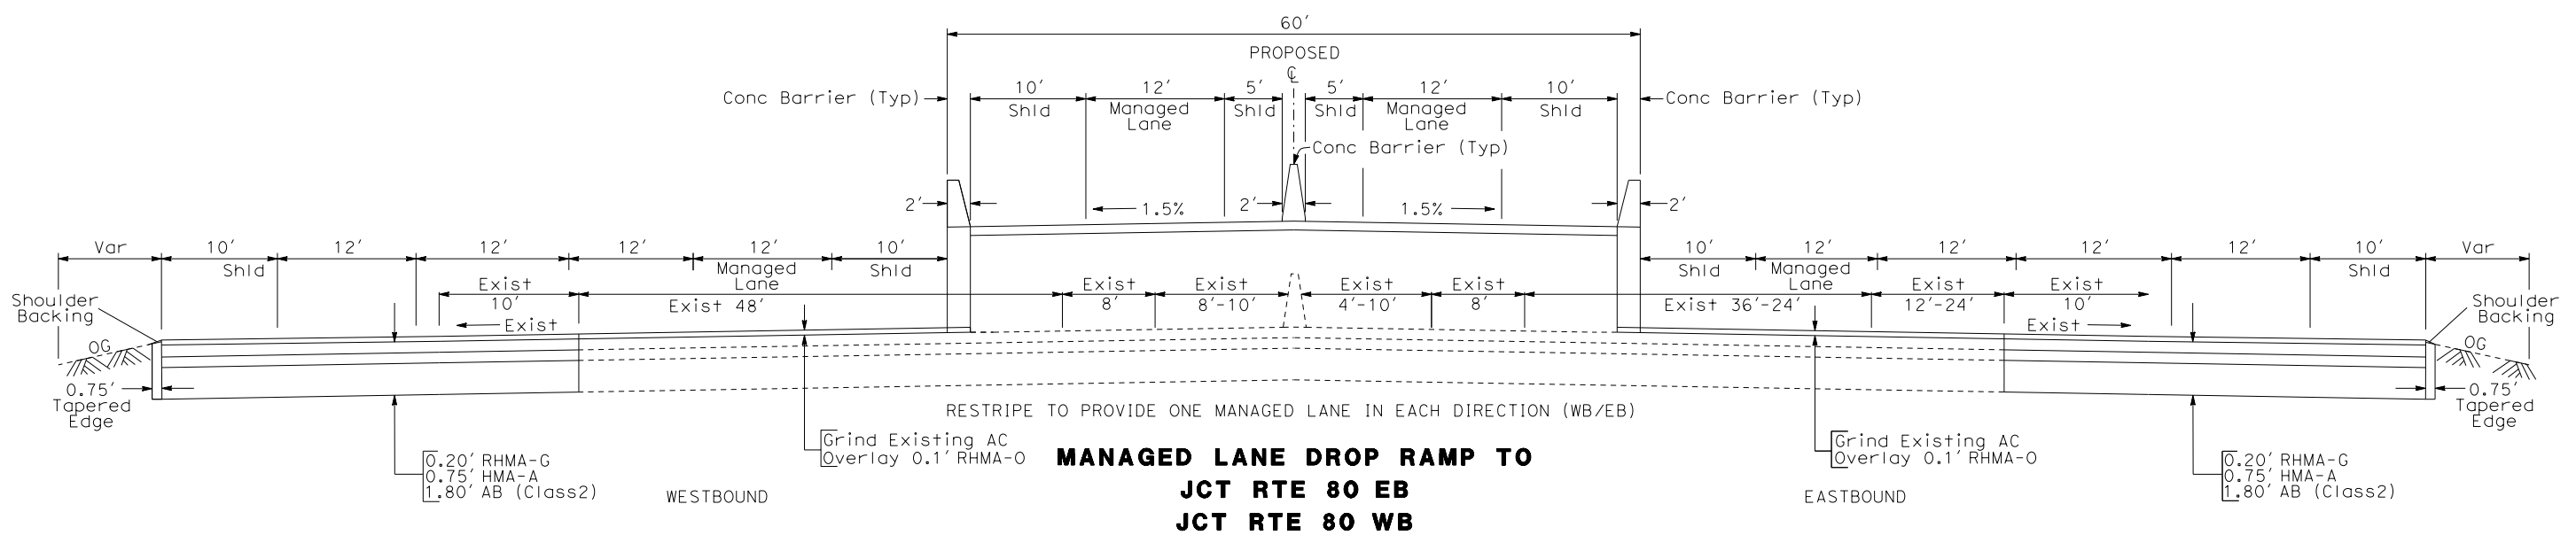 60'
PROPOSED
℄
Conc Barrier (Typ)
10' 12' 5' 5' 12' 10'
Conc Barrier (Typ)
Shld Managed Lane Shld Shld Managed Lane Shld
Conc Barrier (Typ)
2' 1.5% 2' 1.5% 2'
Var 10' 12' 12' 12' 12' 10'
10' 12' 12' 12' 12' 10' Var
Shld Managed Lane Shld
Shld Managed Lane Shld
Exist 10'
Exist 48'
Exist 8'
Exist 8'-10'
Exist 4'-10'
Exist 8'
Exist 36'-24'
Exist 12'-24'
Exist 10'
Shoulder
Backing
Exist
Exist
Shoulder
Backing
OG
OG
0.75'
Tapered
Edge
0.75'
Tapered
Edge
RESTRIPE TO PROVIDE ONE MANAGED LANE IN EACH DIRECTION (WB/EB)
Grind Existing AC
Overlay 0.1' RHMA-O
Grind Existing AC
Overlay 0.1' RHMA-O
0.20' RHMA-G
0.75' HMA-A
1.80' AB (Class2)
0.20' RHMA-G
0.75' HMA-A
1.80' AB (Class2)
WESTBOUND
EASTBOUND
MANAGED LANE DROP RAMP TO
JCT RTE 80 EB
JCT RTE 80 WB